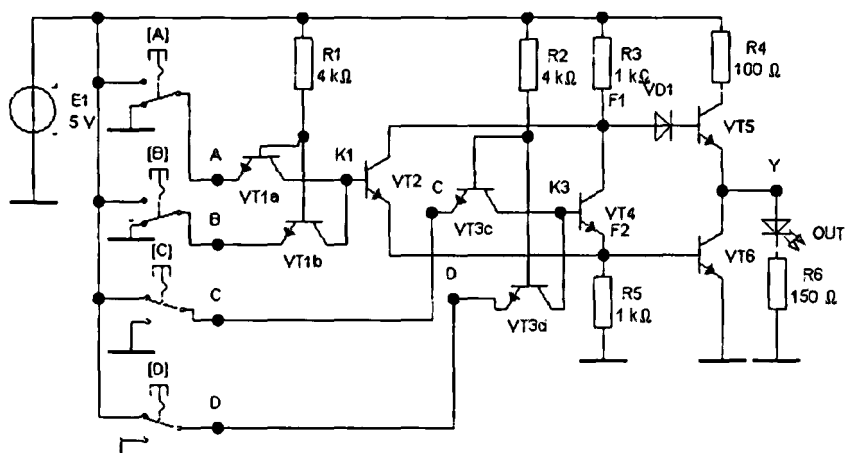 [A]
E1
5 V
[B]
[C]
[D]
A
B
C
D
R1
4 kΩ
VT1a
VT1b
K1
VT2
C
D
R2
4 kΩ
VT3c
VT3d
K3
R3
1 kΩ
F1
VD1
VT4
F2
R5
1 kΩ
R4
100 Ω
VT5
VT6
Y
OUT
R6
150 Ω